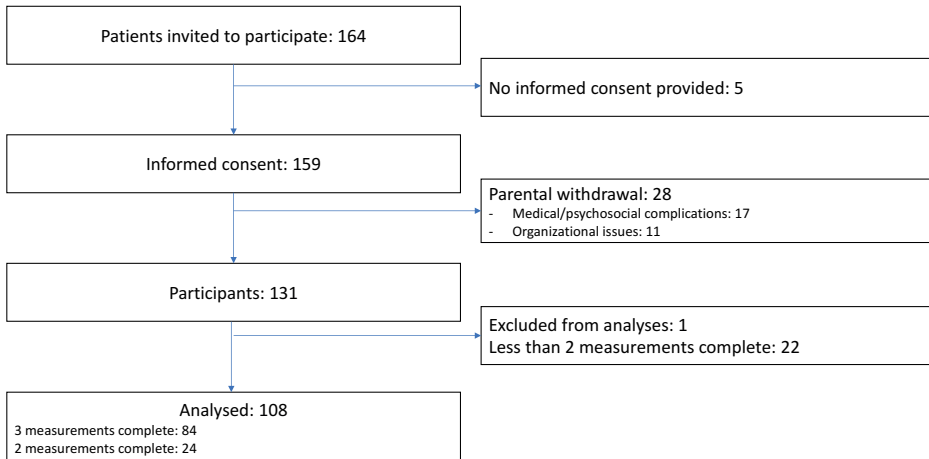 Patients invited to participate: 164
No informed consent provided: 5
Informed consent: 159
Parental withdrawal: 28
- Medical/psychosocial complications: 17
- Organizational issues: 11
Participants: 131
Excluded from analyses: 1
Less than 2 measurements complete: 22
Analysed: 108
3 measurements complete: 84
2 measurements complete: 24